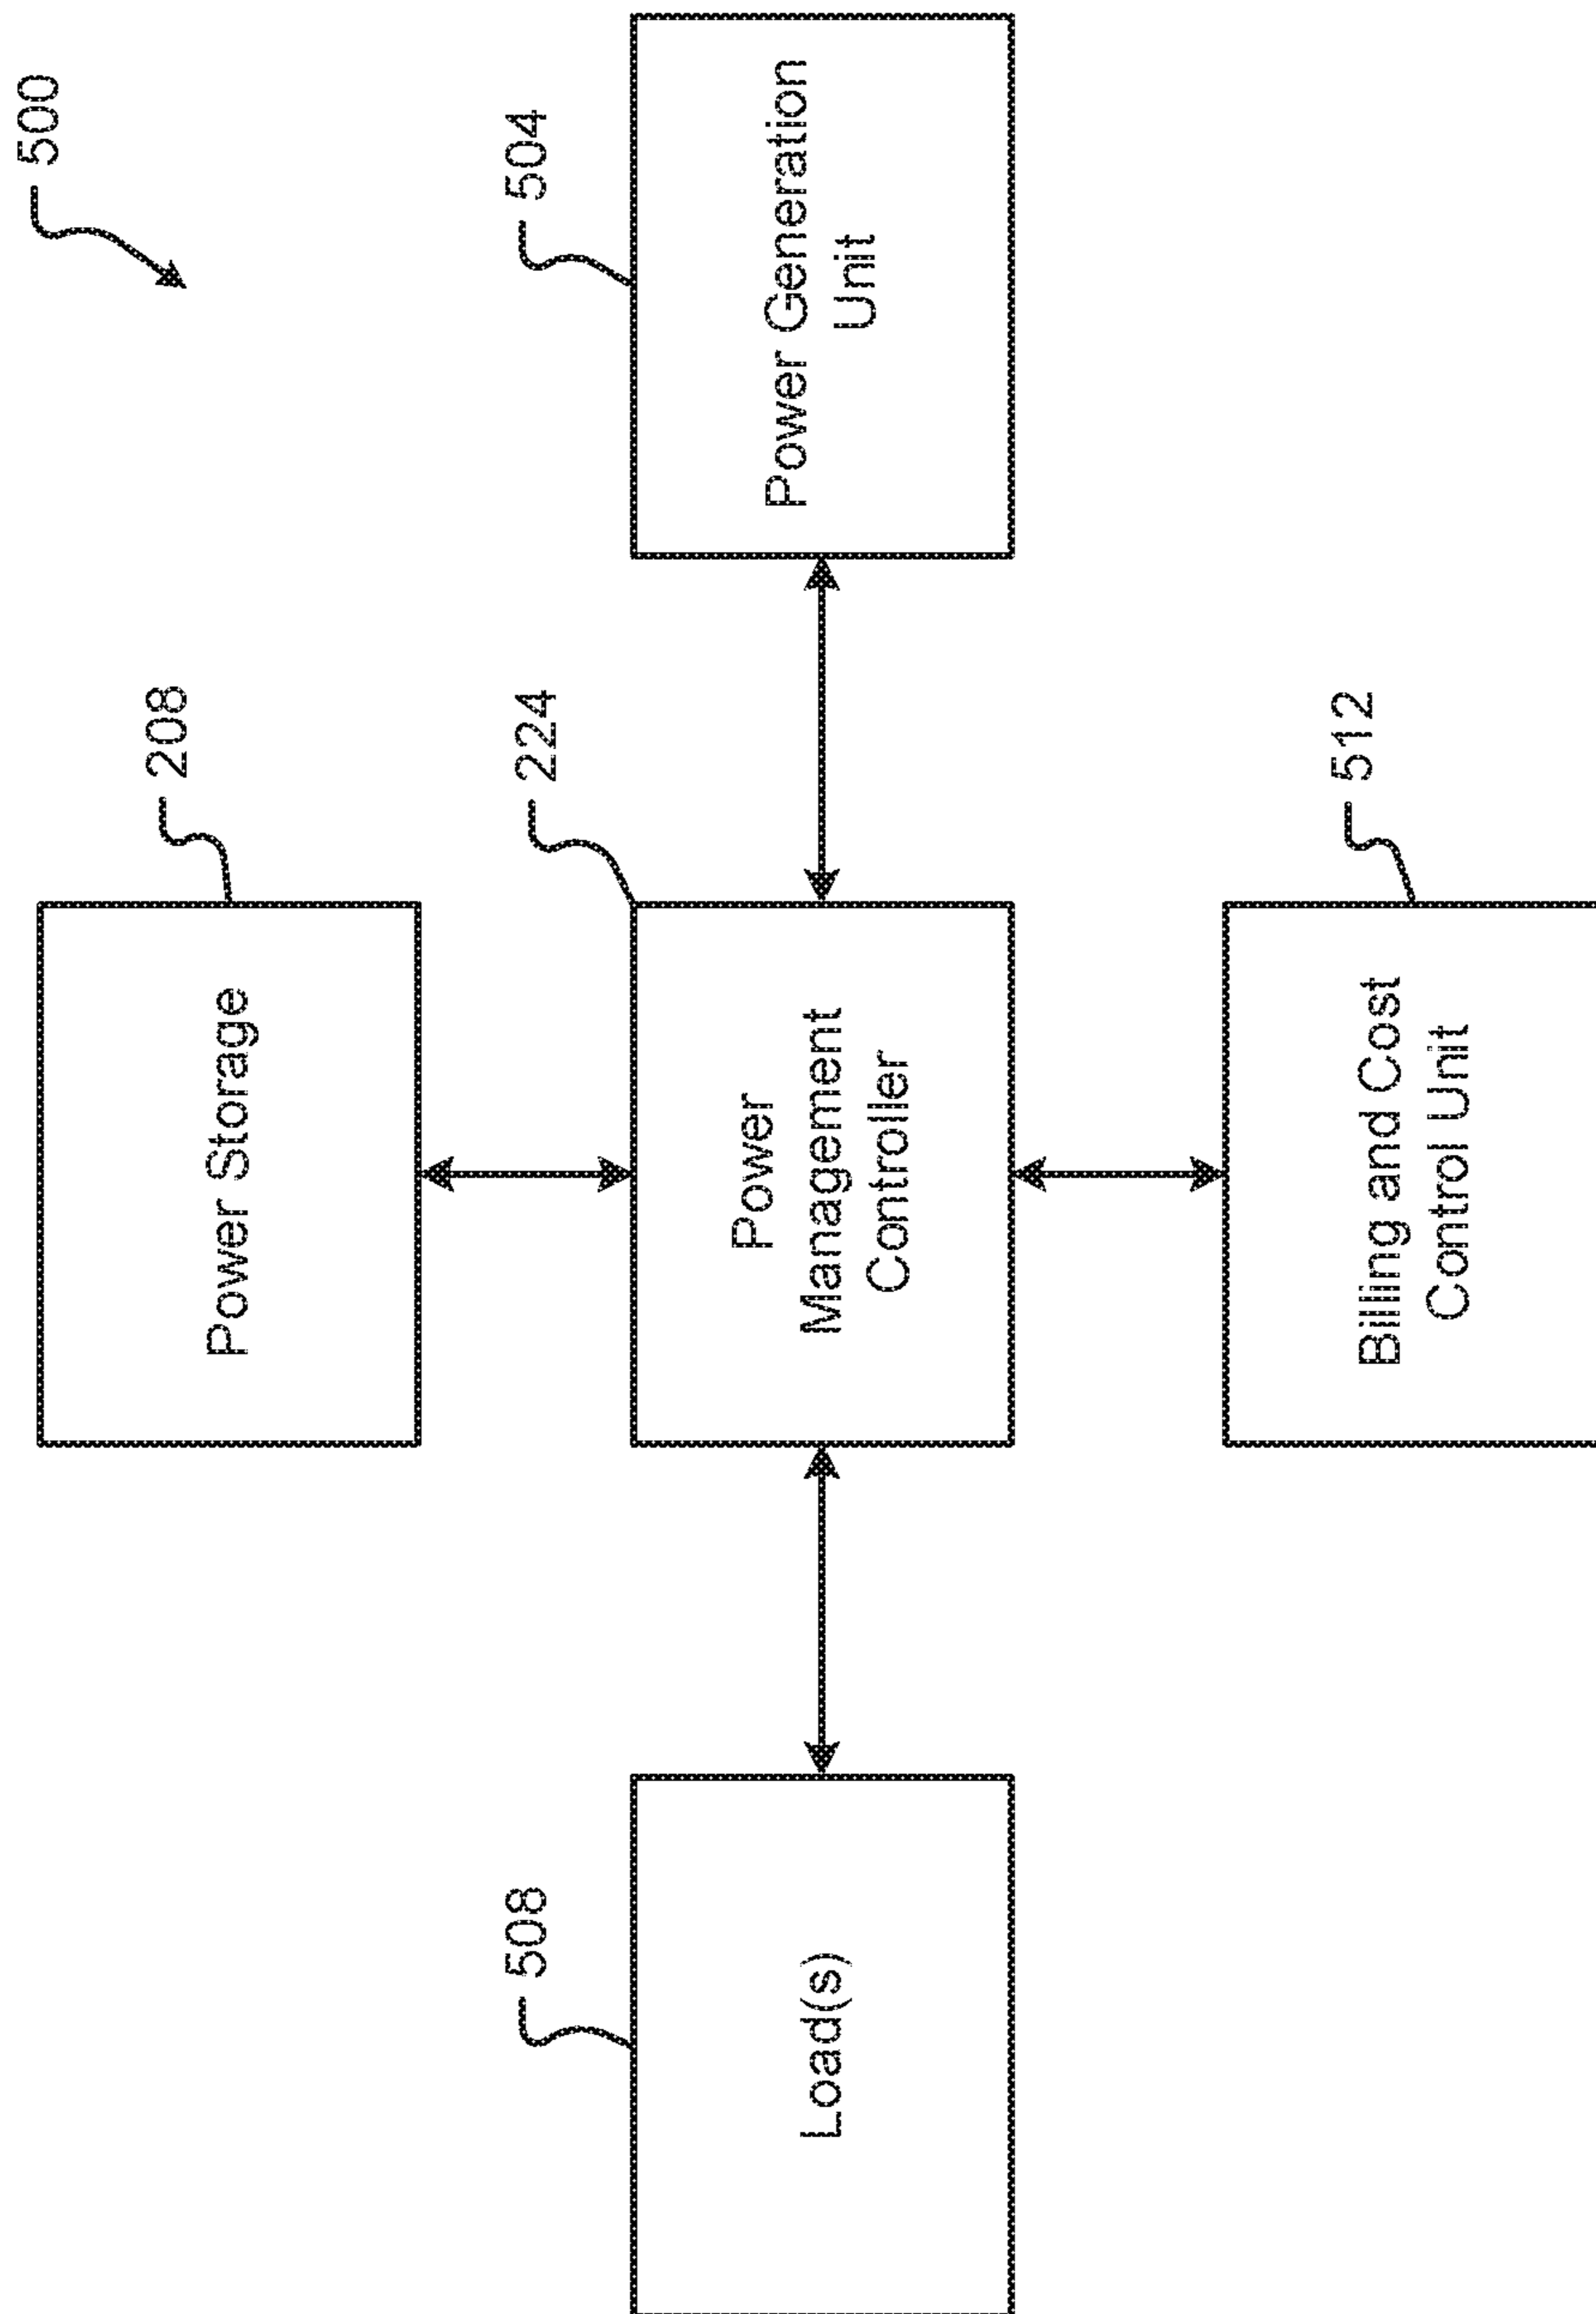 500
208
Power Storage
508
224
504
Load(s)
Power
Management
Controller
Power Generation
Unit
512
Billing and Cost
Control Unit